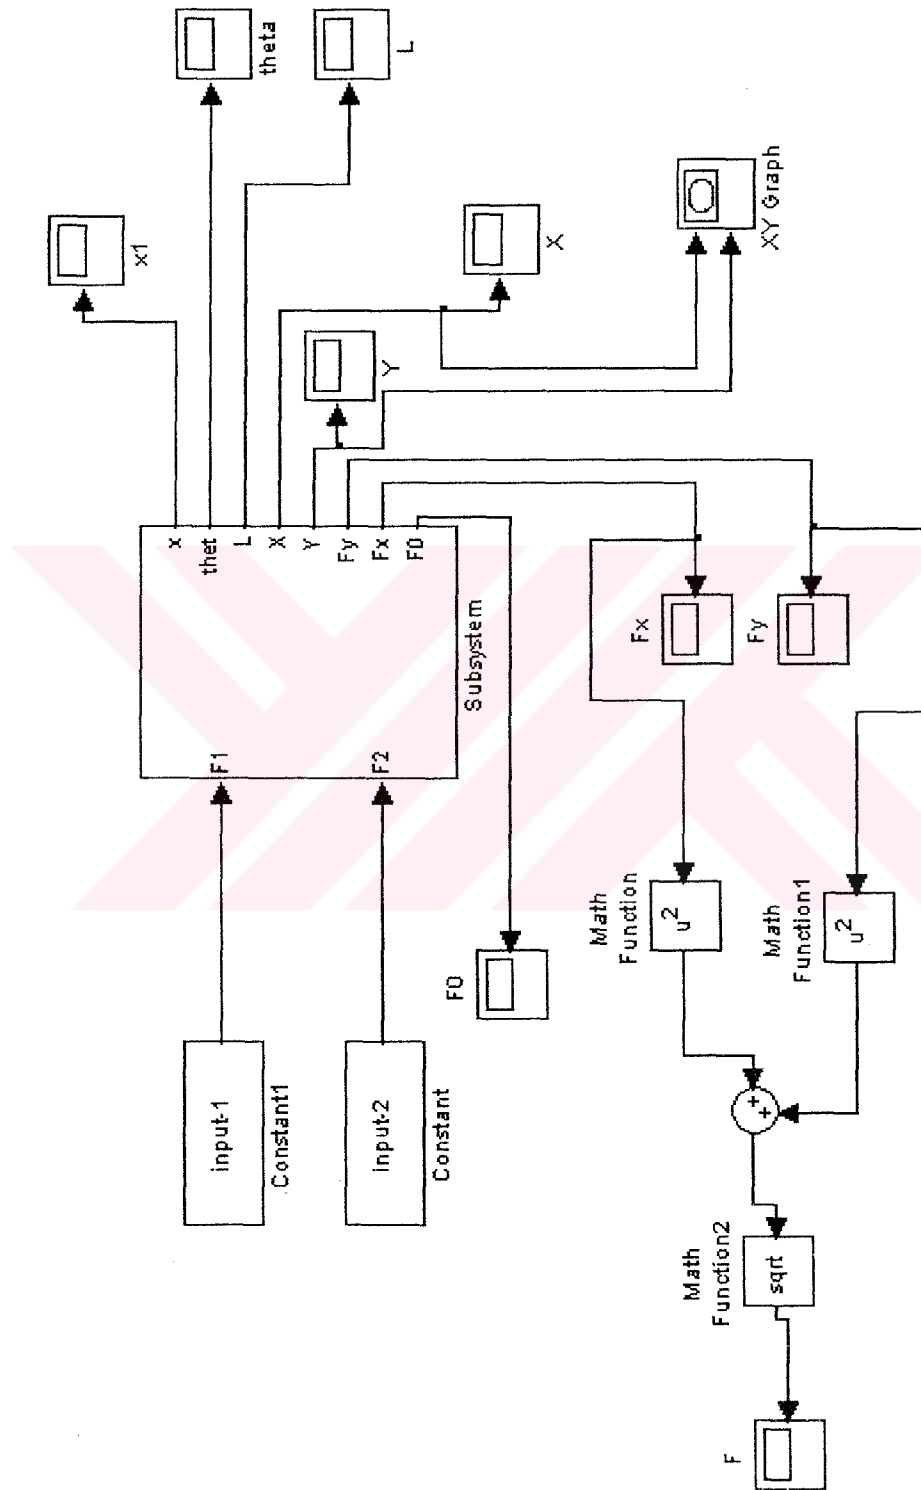 theta
L
x1
X
XY Graph
Y
x
thet
L
X
Y
Fy
Fx
F0
F1
F2
Subsystem
Fx
Fy
F0
input-1
Constant1
input-2
Constant
Math
Function
u2
Math
Function1
u2
+
+
Math
Function2
sqrt
F